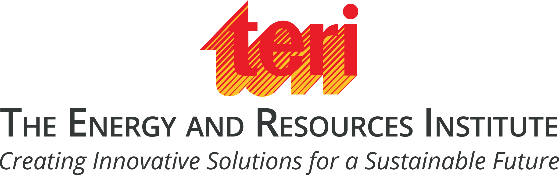 teri
THE ENERGY AND RESOURCES INSTITUTE
Creating Innovative Solutions for a Sustainable Future